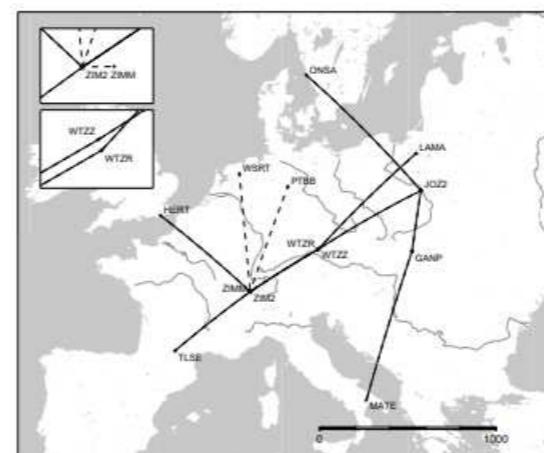 ZIM2 ZIMM
WTZZ
WTZR
ONSA
LAMA
WSRT
PTBB
JOZ2
HERT
WTZR
WTZZ
GANP
ZIMM
ZIM2
TLSE
MATE
0 1000